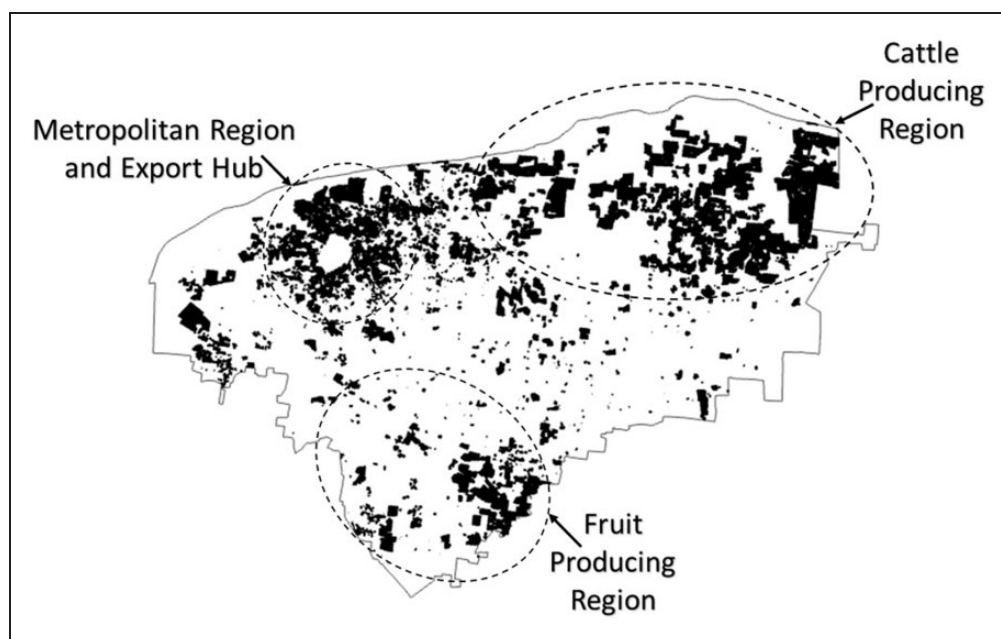 Cattle
Producing
Region
Metropolitan Region
and Export Hub
Fruit
Producing
Region